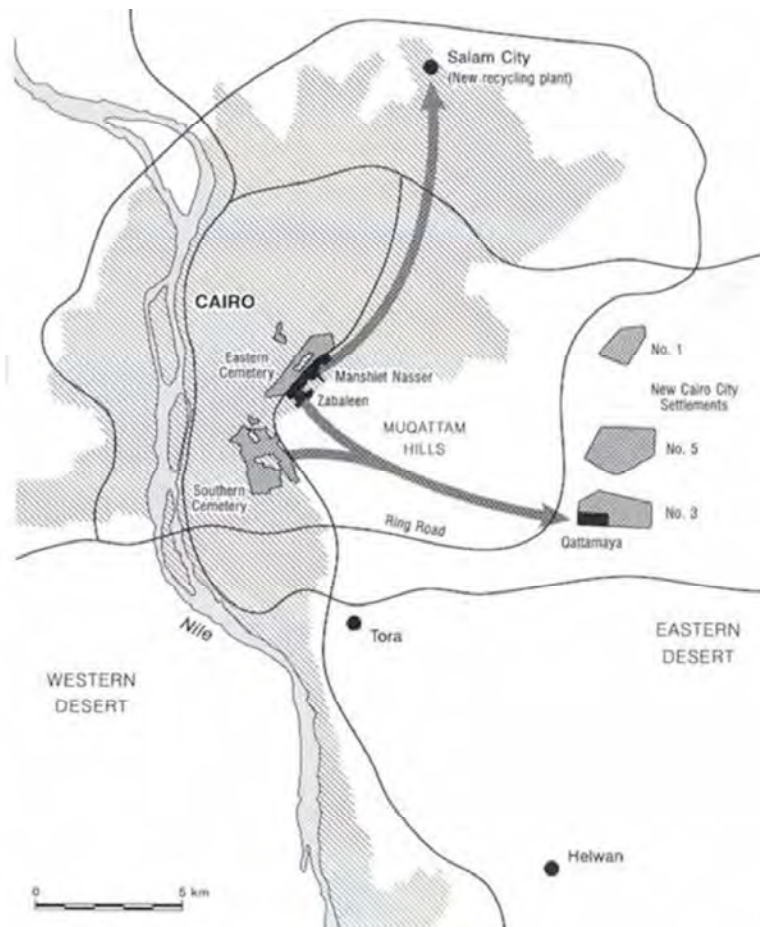 Salam City
(New recycling plant)
CAIRO
Eastern
Cemetery
Manshiet Nasser
Zabaleen
No. 1
New Cairo City
Settlements
MUQATTAM
HILLS
No. 5
Southern
Cemetery
No. 3
Ring Road
Qattamaya
Nile
Tora
EASTERN
DESERT
WESTERN
DESERT
Helwan
0
5 km